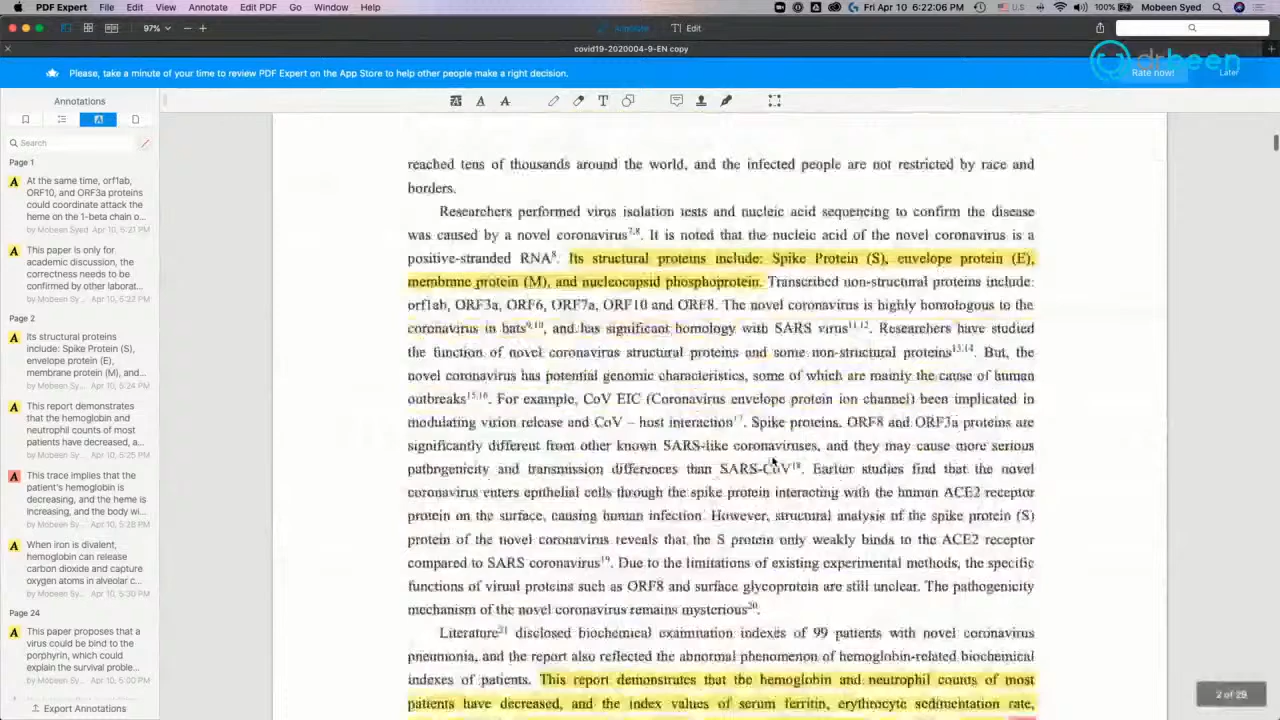 PDF Expert File Edit View Annotate Edit PDF Go Window Help
U.S. 100% Fri Apr 10 6:22:06 PM Mobeen Syed
97% Annotate Edit
covid19-2020004-9-EN copy
Please, take a minute of your time to review PDF Expert on the App Store to help other people make a right decision.
Rate now! Later
drbeen
Annotations
Search
Page 1
At the same time, orf1ab,
ORF10, and ORF3a proteins
could coordinate attack the
heme on the 1-beta chain o...
by Mobeen Syed Apr 10, 5:21 PM
This paper is only for
academic discussion, the
correctness needs to be
confirmed by other laborat...
by Mobeen Sy... Apr 10, 5:22 PM
Page 2
Its structural proteins
include: Spike Protein (S),
envelope protein (E),
membrane protein (M), and...
by Mobeen Sy... Apr 10, 5:24 PM
This report demonstrates
that the hemoglobin and
neutrophil counts of most
patients have decreased, a...
by Mobeen Sy... Apr 10, 5:25 PM
This trace implies that the
patient's hemoglobin is
decreasing, and the heme is
increasing, and the body wi...
by Mobeen Sy... Apr 10, 5:28 PM
When iron is divalent,
hemoglobin can release
carbon dioxide and capture
oxygen atoms in alveolar c...
by Mobeen Sy... Apr 10, 5:30 PM
Page 24
This paper proposes that a
virus could be bind to the
porphyrin, which could
explain the survival proble...
by Mobeen Sy... Apr 10, 5:00 PM
Export Annotations
reached tens of thousands around the world, and the infected people are not restricted by race and
borders.
Researchers performed virus isolation tests and nucleic acid sequencing to confirm the disease
was caused by a novel coronavirus7,8. It is noted that the nucleic acid of the novel coronavirus is a
positive-stranded RNA8. Its structural proteins include: Spike Protein (S), envelope protein (E),
membrane protein (M), and nucleocapsid phosphoprotein. Transcribed non-structural proteins include:
orf1ab, ORF3a, ORF6, ORF7a, ORF10 and ORF8. The novel coronavirus is highly homologous to the
coronavirus in bats9,10, and has significant homology with SARS virus11,12. Researchers have studied
the function of novel coronavirus structural proteins and some non-structural proteins13,14. But, the
novel coronavirus has potential genomic characteristics, some of which are mainly the cause of human
outbreaks15,16. For example, CoV EIC (Coronavirus envelope protein ion channel) been implicated in
modulating virion release and CoV – host interaction17. Spike proteins, ORF8 and ORF3a proteins are
significantly different from other known SARS-like coronaviruses, and they may cause more serious
pathogenicity and transmission differences than SARS-CoV18. Earlier studies find that the novel
coronavirus enters epithelial cells through the spike protein interacting with the human ACE2 receptor
protein on the surface, causing human infection. However, structural analysis of the spike protein (S)
protein of the novel coronavirus reveals that the S protein only weakly binds to the ACE2 receptor
compared to SARS coronavirus19. Due to the limitations of existing experimental methods, the specific
functions of virual proteins such as ORF8 and surface glycoprotein are still unclear. The pathogenicity
mechanism of the novel coronavirus remains mysterious20.
Literature21 disclosed biochemical examination indexes of 99 patients with novel coronavirus
pneumonia, and the report also reflected the abnormal phenomenon of hemoglobin-related biochemical
indexes of patients. This report demonstrates that the hemoglobin and neutrophil counts of most
patients have decreased, and the index values of serum ferritin, erythrocyte sedimentation rate,
2 of 29